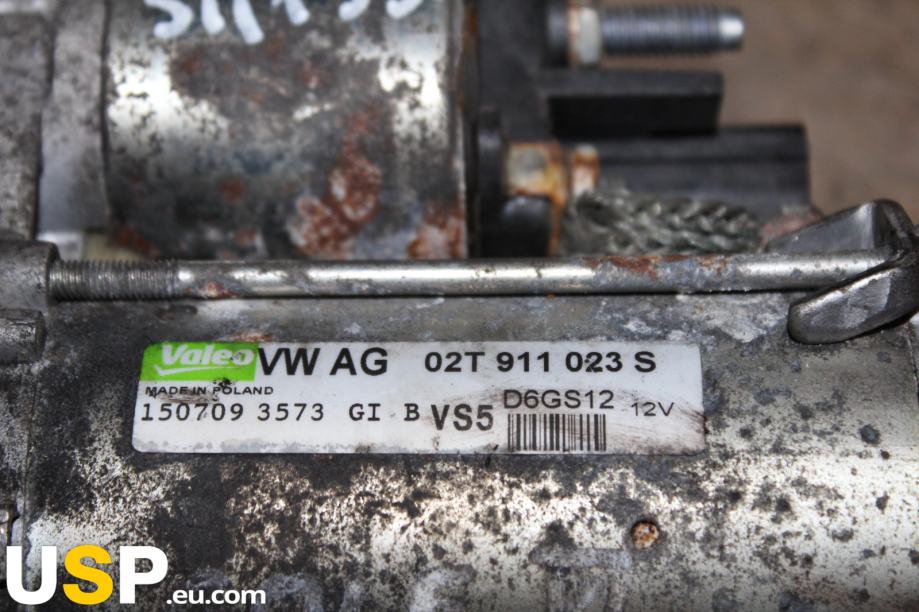 Valeo VW AG 02T 911 023 S
MADE IN POLAND
150709 3573 GI B VS5 D6GS12 12V
USP.eu.com